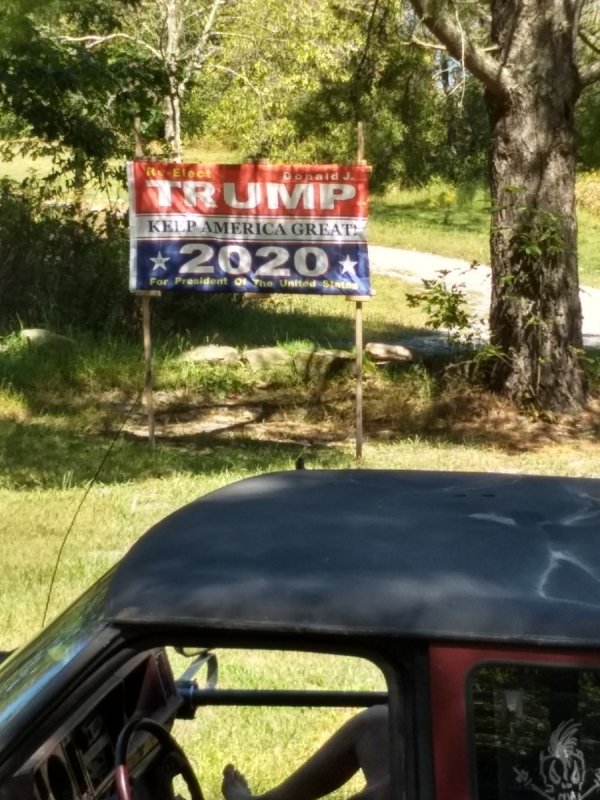 Re-Elect Donald J.
TRUMP
KEEP AMERICA GREAT!
2020
For President Of The United States